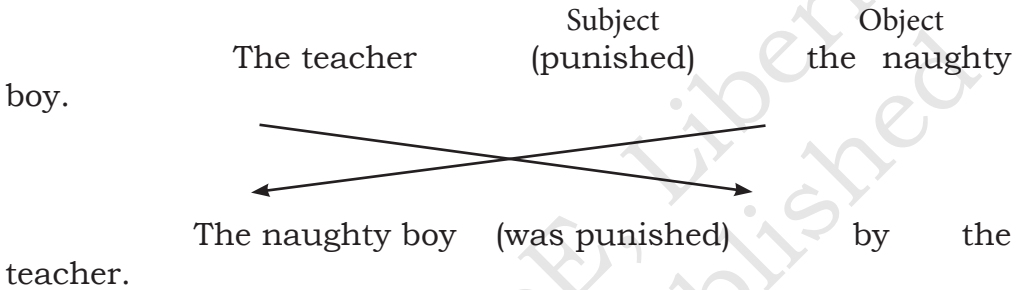 Subject Object
The teacher (punished) the naughty
boy.
The naughty boy (was punished) by the
teacher.